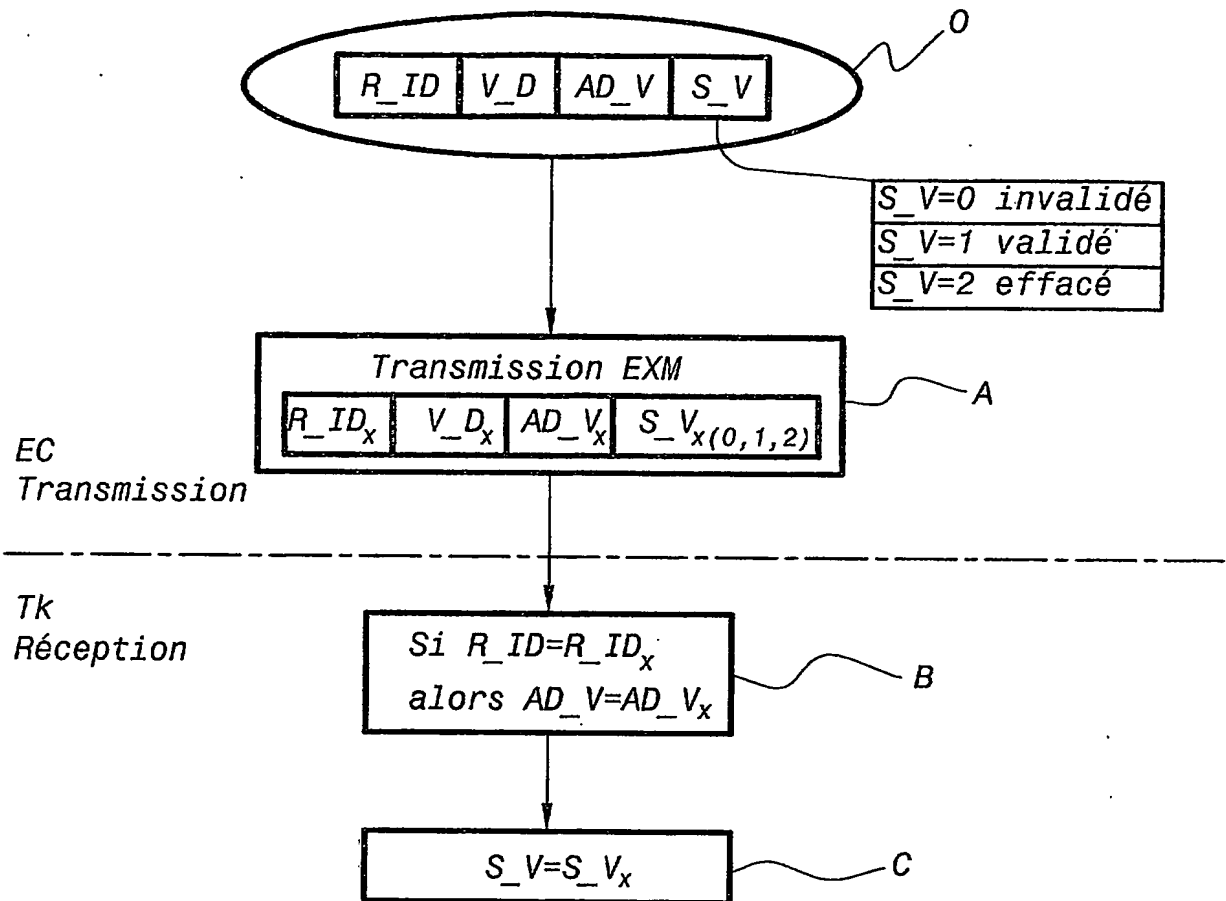 O
R_ID V_D AD_V S_V
S_V=0 invalidé
S_V=1 validé
S_V=2 effacé
Transmission EXM
R_IDx V_Dx AD_Vx S_Vx(0,1,2)
A
EC
Transmission
Tk
Réception
Si R_ID=R_IDx
alors AD_V=AD_Vx
B
S_V=S_Vx
C